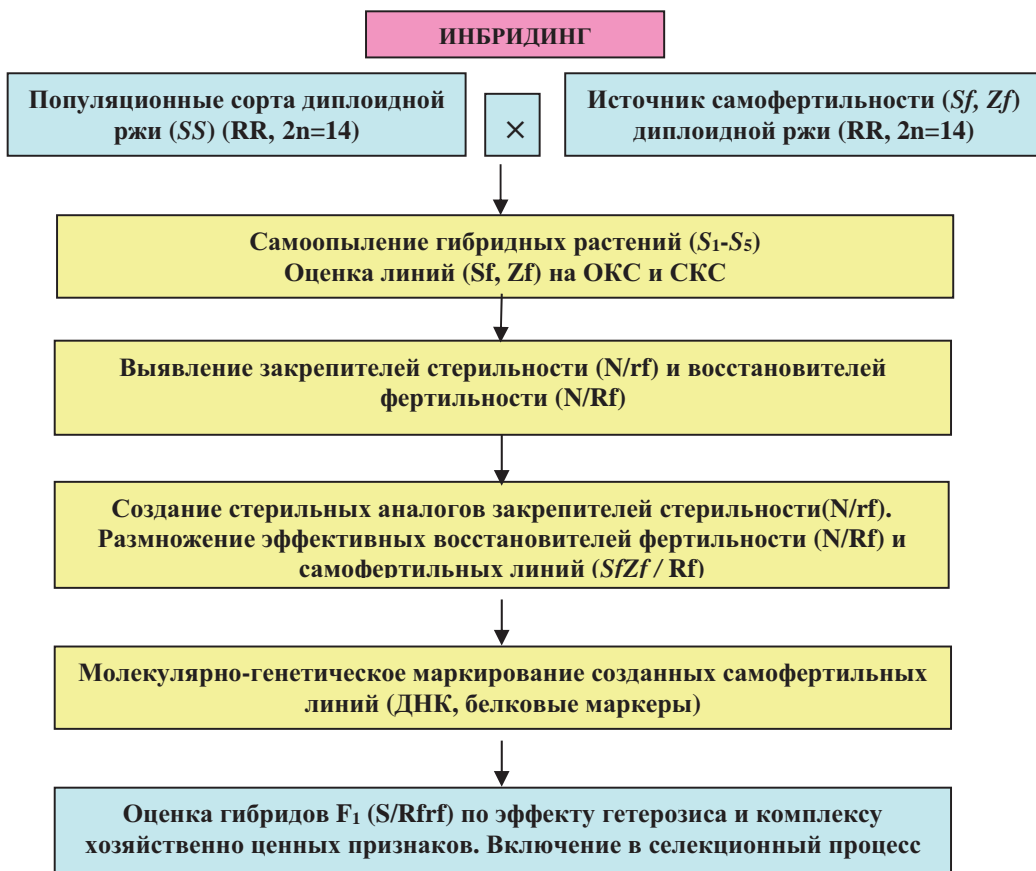 ИНБРИДИНГ
Популяционные сорта диплоидной
ржи (SS) (RR, 2n=14)
×
Источник самофертильности (Sf, Zf)
диплоидной ржи (RR, 2n=14)
Самоопыление гибридных растений (S₁-S₅)
Оценка линий (Sf, Zf) на ОКС и СКС
Выявление закрепителей стерильности (N/rf) и восстановителей
фертильности (N/Rf)
Создание стерильных аналогов закрепителей стерильности(N/rf).
Размножение эффективных восстановителей фертильности (N/Rf) и
самофертильных линий (SfZf / Rf)
Молекулярно-генетическое маркирование созданных самофертильных
линий (ДНК, белковые маркеры)
Оценка гибридов F₁ (S/Rfrf) по эффекту гетерозиса и комплексу
хозяйственно ценных признаков. Включение в селекционный процесс